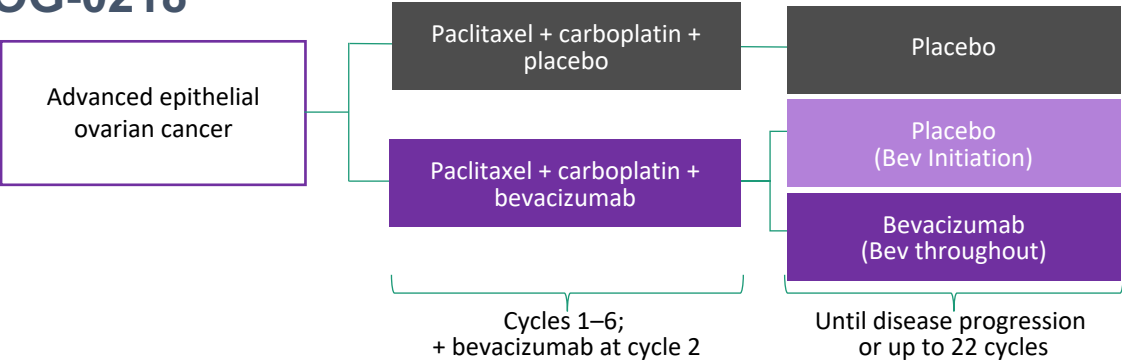 Advanced epithelial
ovarian cancer
Paclitaxel + carboplatin +
placebo
Placebo
Placebo
(Bev Initiation)
Paclitaxel + carboplatin +
bevacizumab
Bevacizumab
(Bev throughout)
Cycles 1–6;
+ bevacizumab at cycle 2
Until disease progression
or up to 22 cycles